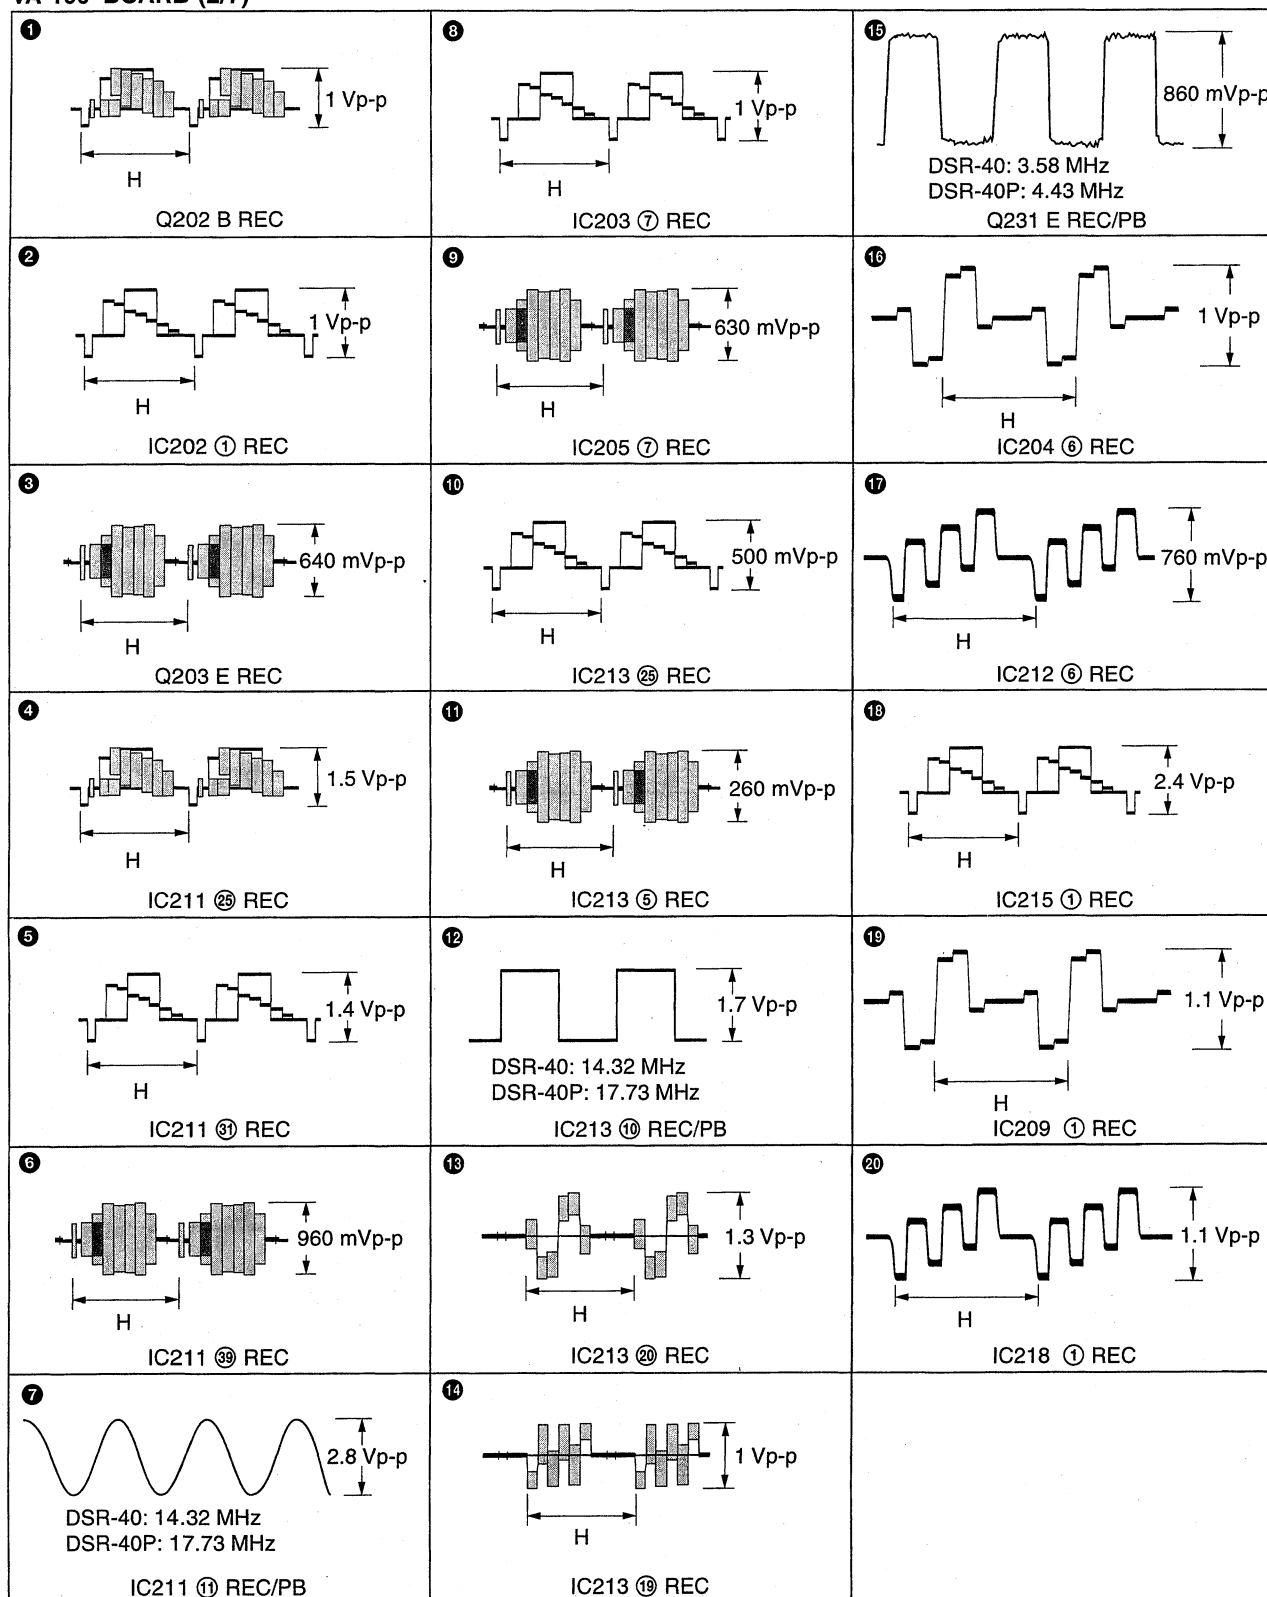 1
1 Vp-p
H
Q202 B REC
2
1 Vp-p
H
IC202 ① REC
3
640 mVp-p
H
Q203 E REC
4
1.5 Vp-p
H
IC211 ㉕ REC
5
1.4 Vp-p
H
IC211 ㉛ REC
6
960 mVp-p
H
IC211 ㊴ REC
7
2.8 Vp-p
DSR-40: 14.32 MHz
DSR-40P: 17.73 MHz
IC211 ⑪ REC/PB
8
1 Vp-p
H
IC203 ⑦ REC
9
630 mVp-p
H
IC205 ⑦ REC
10
500 mVp-p
H
IC213 ㉕ REC
11
260 mVp-p
H
IC213 ⑤ REC
12
1.7 Vp-p
DSR-40: 14.32 MHz
DSR-40P: 17.73 MHz
IC213 ⑩ REC/PB
13
1.3 Vp-p
H
IC213 ⑳ REC
14
1 Vp-p
H
IC213 ⑲ REC
15
860 mVp-p
DSR-40: 3.58 MHz
DSR-40P: 4.43 MHz
Q231 E REC/PB
16
1 Vp-p
H
IC204 ⑥ REC
17
760 mVp-p
H
IC212 ⑥ REC
18
2.4 Vp-p
H
IC215 ① REC
19
1.1 Vp-p
H
IC209 ① REC
20
1.1 Vp-p
H
IC218 ① REC